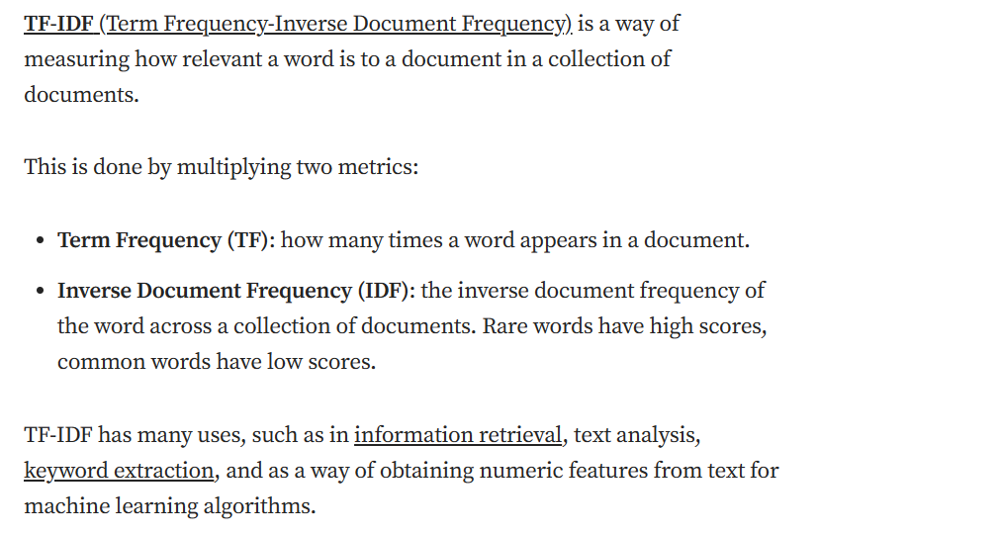 TF-IDF (Term Frequency-Inverse Document Frequency) is a way of
measuring how relevant a word is to a document in a collection of
documents.
This is done by multiplying two metrics:
• Term Frequency (TF): how many times a word appears in a document.
• Inverse Document Frequency (IDF): the inverse document frequency of
the word across a collection of documents. Rare words have high scores,
common words have low scores.
TF-IDF has many uses, such as in information retrieval, text analysis,
keyword extraction, and as a way of obtaining numeric features from text for
machine learning algorithms.